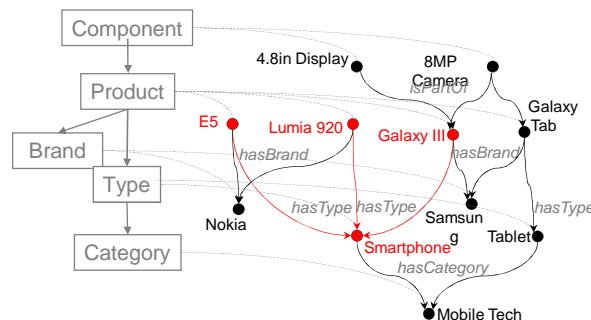 Component
4.8in Display
8MP
Camera
isPartOf
Product
Galaxy
Tab
E5
Lumia 920
Galaxy III
Brand
hasBrand
hasBrand
Type
hasType
hasType
hasType
Nokia
Samsun
g
Smartphone
Tablet
Category
hasCategory
Mobile Tech